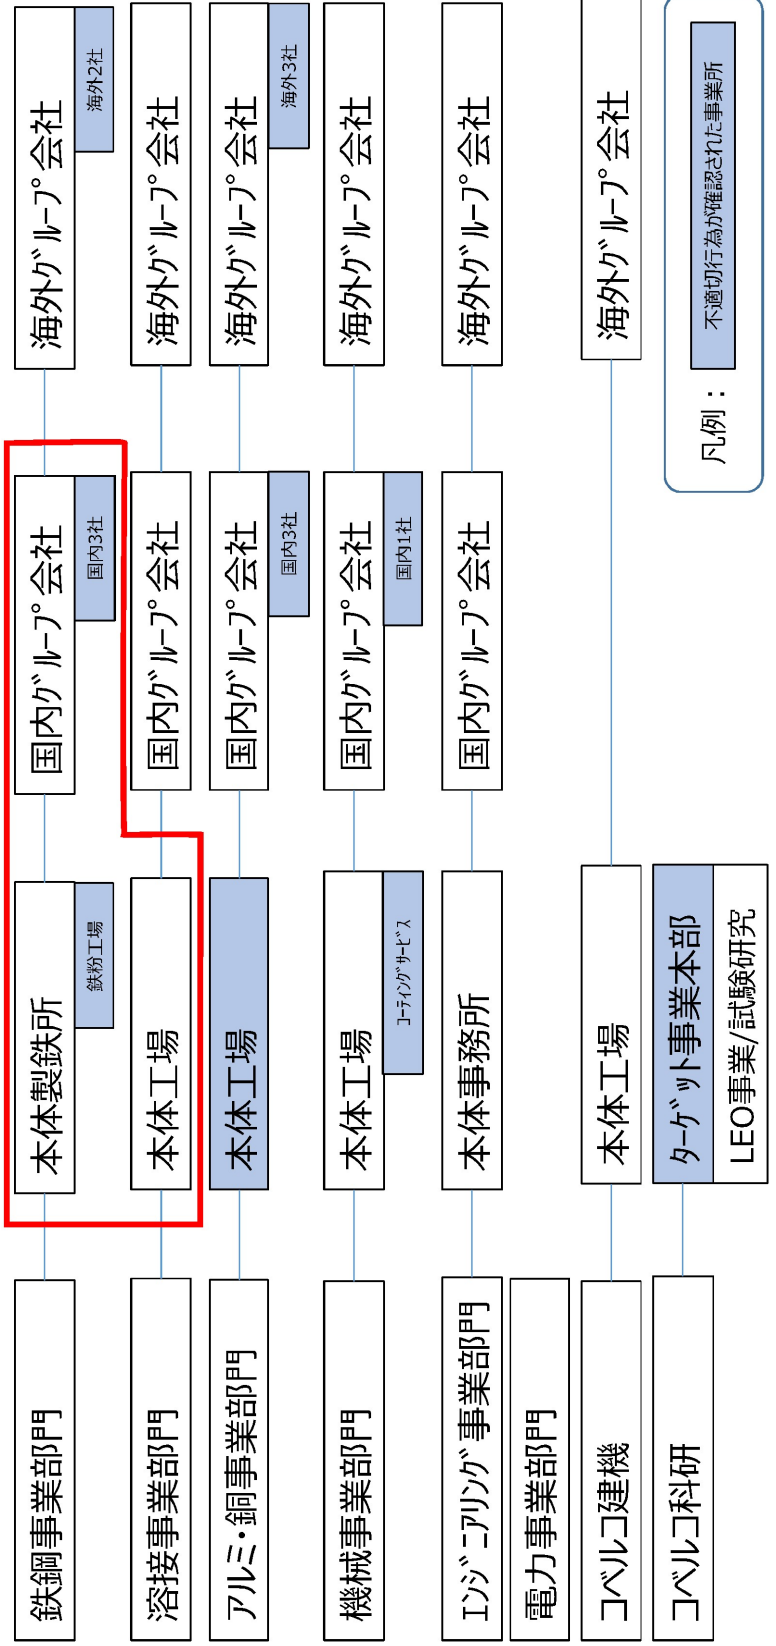 鉄鋼事業部門
本体製鉄所
鉄粉工場
国内グループ会社
国内3社
海外グループ会社
海外2社
溶接事業部門
本体工場
国内グループ会社
海外グループ会社
アルミ・銅事業部門
本体工場
国内グループ会社
国内3社
海外グループ会社
海外3社
機械事業部門
本体工場
コーティングサービス
国内グループ会社
国内1社
海外グループ会社
エンジニアリング事業部門
本体事務所
国内グループ会社
海外グループ会社
電力事業部門
コベルコ建機
本体工場
海外グループ会社
コベルコ科研
ターゲット事業本部
LEO事業/試験研究
凡例：
不適切行為が確認された事業所